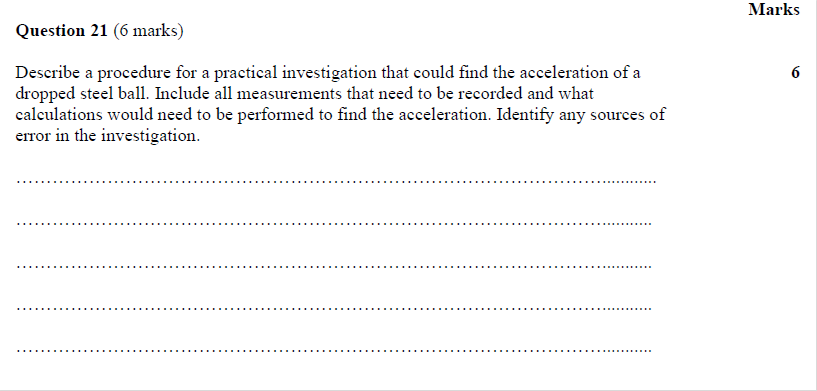 Marks
Question 21 (6 marks)
Describe a procedure for a practical investigation that could find the acceleration of a 6
dropped steel ball. Include all measurements that need to be recorded and what
calculations would need to be performed to find the acceleration. Identify any sources of
error in the investigation.